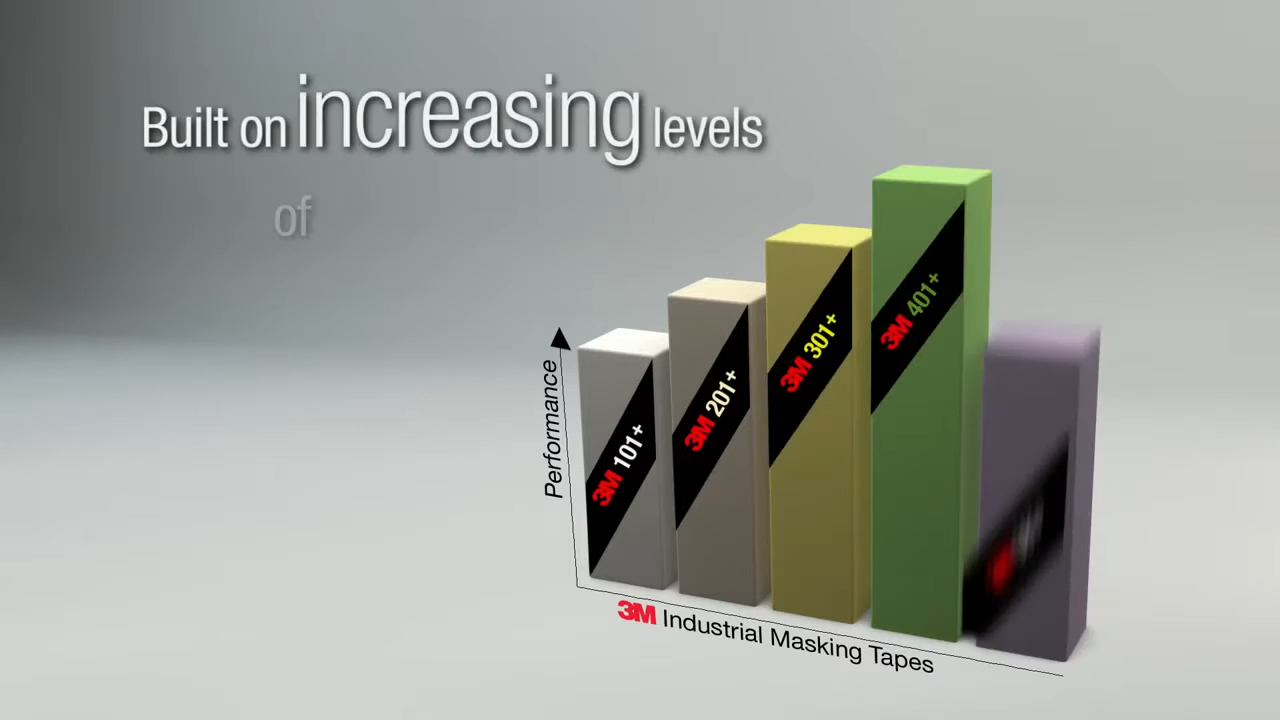 Built on increasing levels
of
Performance
3M 101+
3M 201+
3M 301+
3M 401+
3M Industrial Masking Tapes